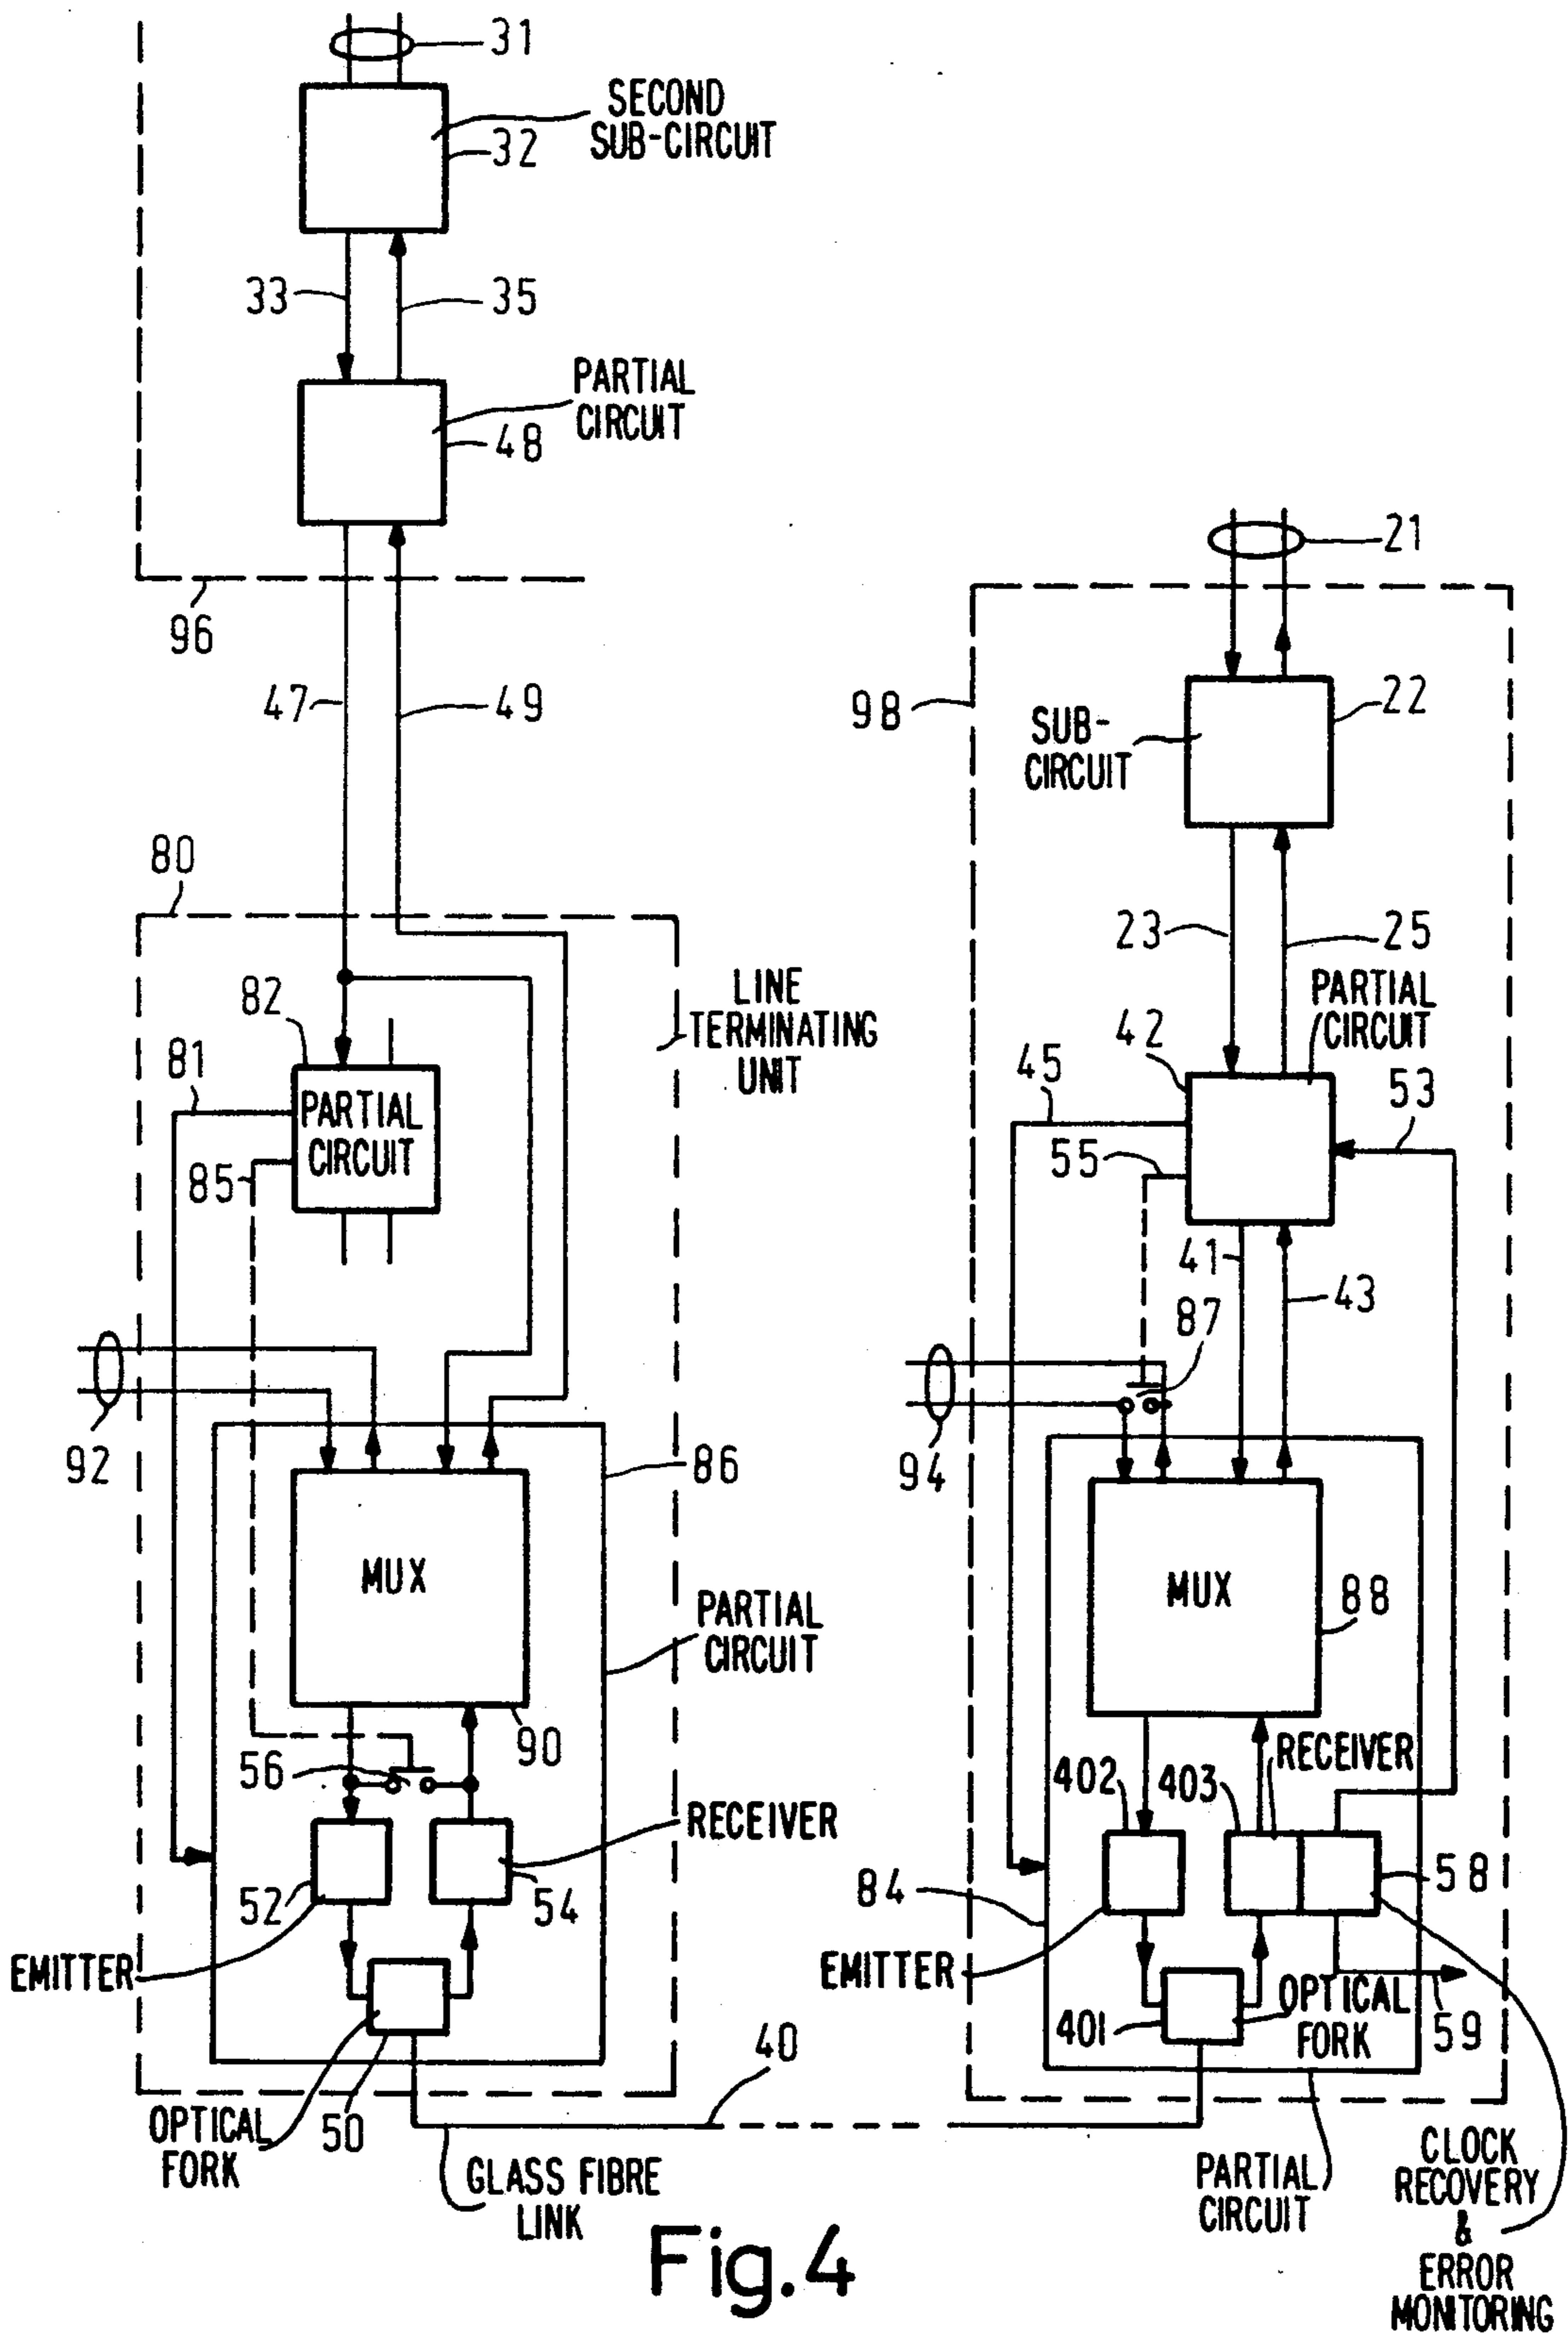 31
SECOND
SUB-CIRCUIT
32
33
35
PARTIAL
CIRCUIT
48
96
47
49
80
82
81
PARTIAL
CIRCUIT
85
LINE
TERMINATING
UNIT
92
86
MUX
PARTIAL
CIRCUIT
90
56
RECEIVER
52
54
EMITTER
OPTICAL
FORK
50
GLASS FIBRE
LINK
40
21
98
22
SUB-
CIRCUIT
23
25
PARTIAL
CIRCUIT
42
45
53
55
41
43
87
94
MUX
88
RECEIVER
402
403
84
58
EMITTER
OPTICAL
FORK
401
59
PARTIAL
CIRCUIT
CLOCK
RECOVERY
&
ERROR
MONITORING
Fig.4